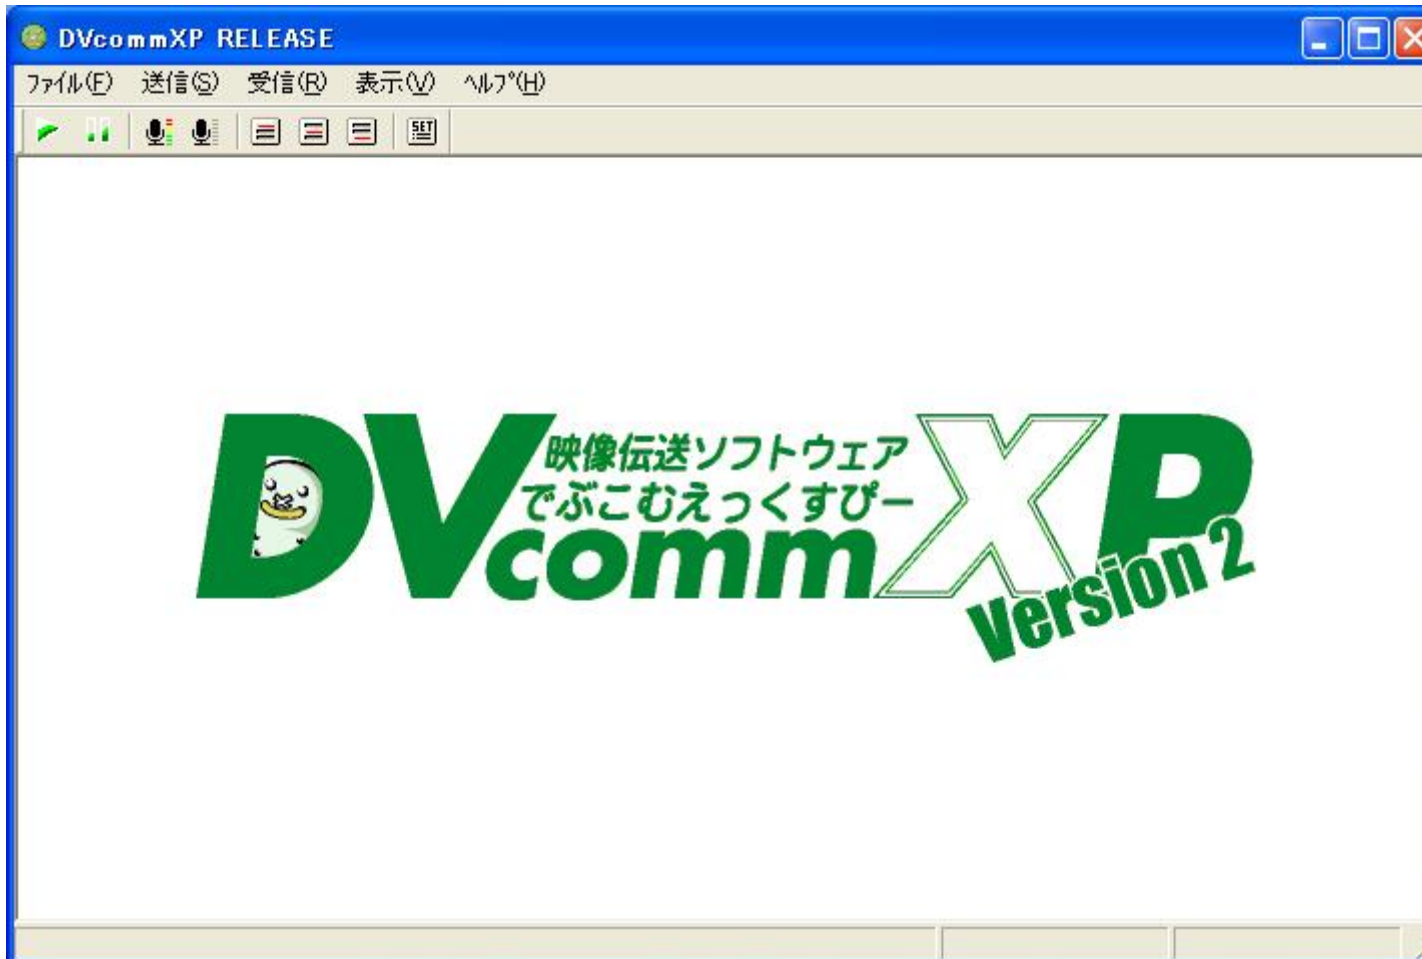 DVcommXP RELEASE
ﾌｧｲﾙ(F) 送信(S) 受信(R) 表示(V) ﾍﾙﾌﾟ(H)
SET
映像伝送ソフトウェア
でぶこむえっくすぴー
DVcommXP
Version 2